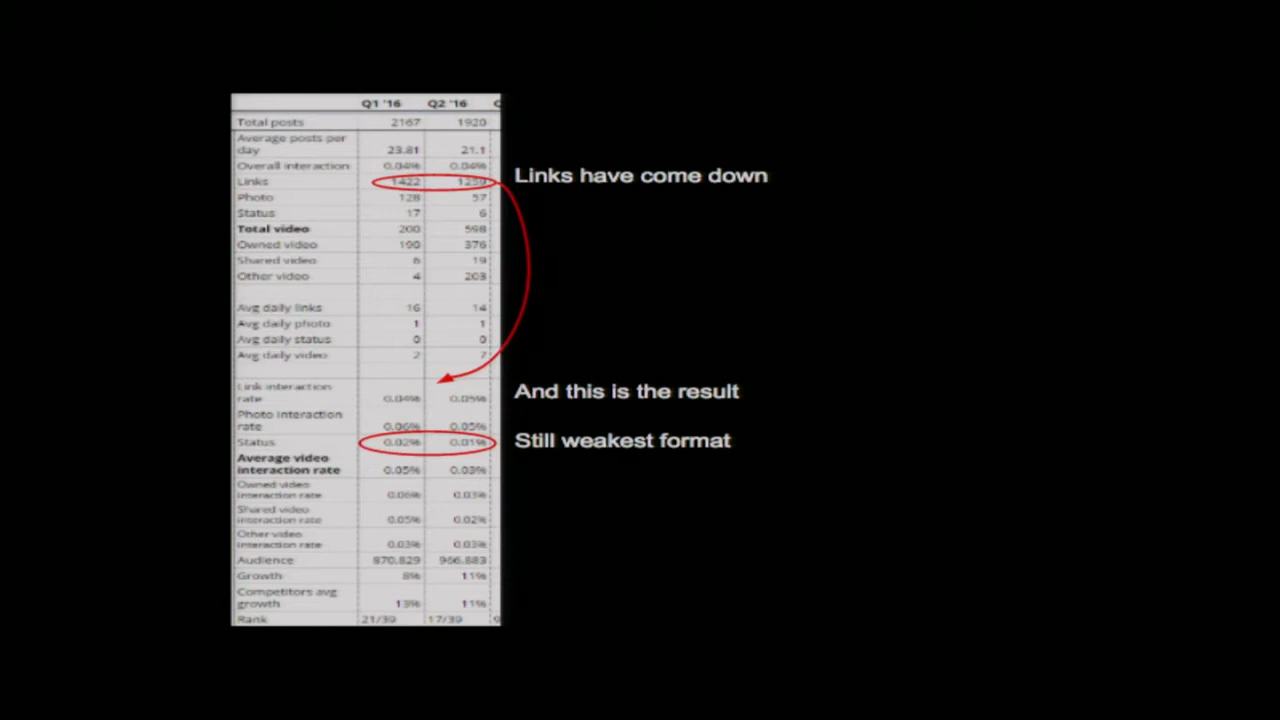 Q1 '16 Q2 '16
Total posts 2167 1920
Average posts per
day 23.81 21.1
Overall interaction 0.04% 0.04%
Links 1422 1259
Links have come down
Photo 128 57
Status 17 6
Total video 200 598
Owned video 190 376
Shared video 6 19
Other video 4 203
Avg daily links 16 14
Avg daily photo 1 1
Avg daily status 0 0
Avg daily video 2 7
Link interaction
rate 0.04% 0.05%
And this is the result
Photo interaction
rate 0.06% 0.05%
Status 0.02% 0.01%
Still weakest format
Average video
interaction rate 0.05% 0.03%
Owned video
interaction rate 0.06% 0.03%
Shared video
interaction rate 0.05% 0.02%
Other video
interaction rate 0.03% 0.03%
Audience 870.829 966.883
Growth 8% 11%
Competitors avg
growth 13% 11%
Rank 21/39 17/39